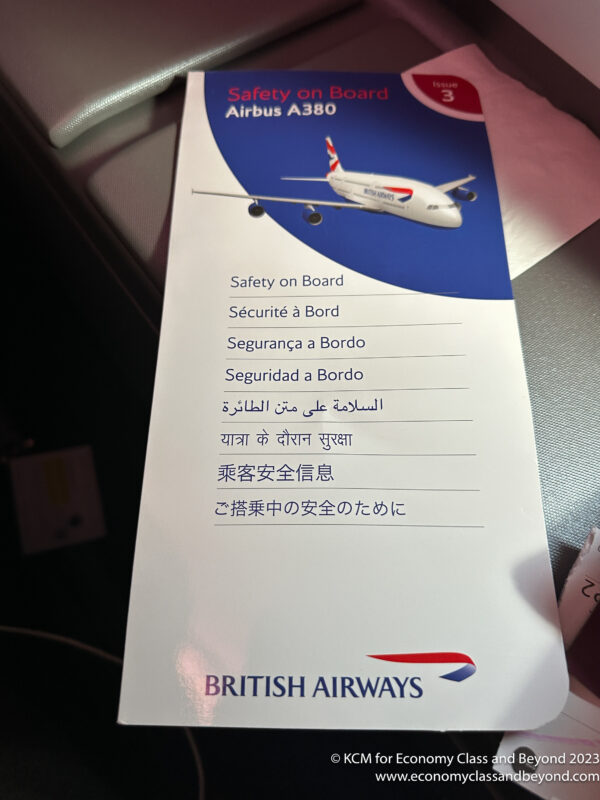 Safety on Board
Airbus A380
Issue
3
BRITISH AIRWAYS
Safety on Board
Sécurité à Bord
Segurança a Bordo
Seguridad a Bordo
السلامة على متن الطائرة
यात्रा के दौरान सुरक्षा
乘客安全信息
ご搭乗中の安全のために
BRITISH AIRWAYS
© KCM for Economy Class and Beyond 2023
www.economyclassandbeyond.com